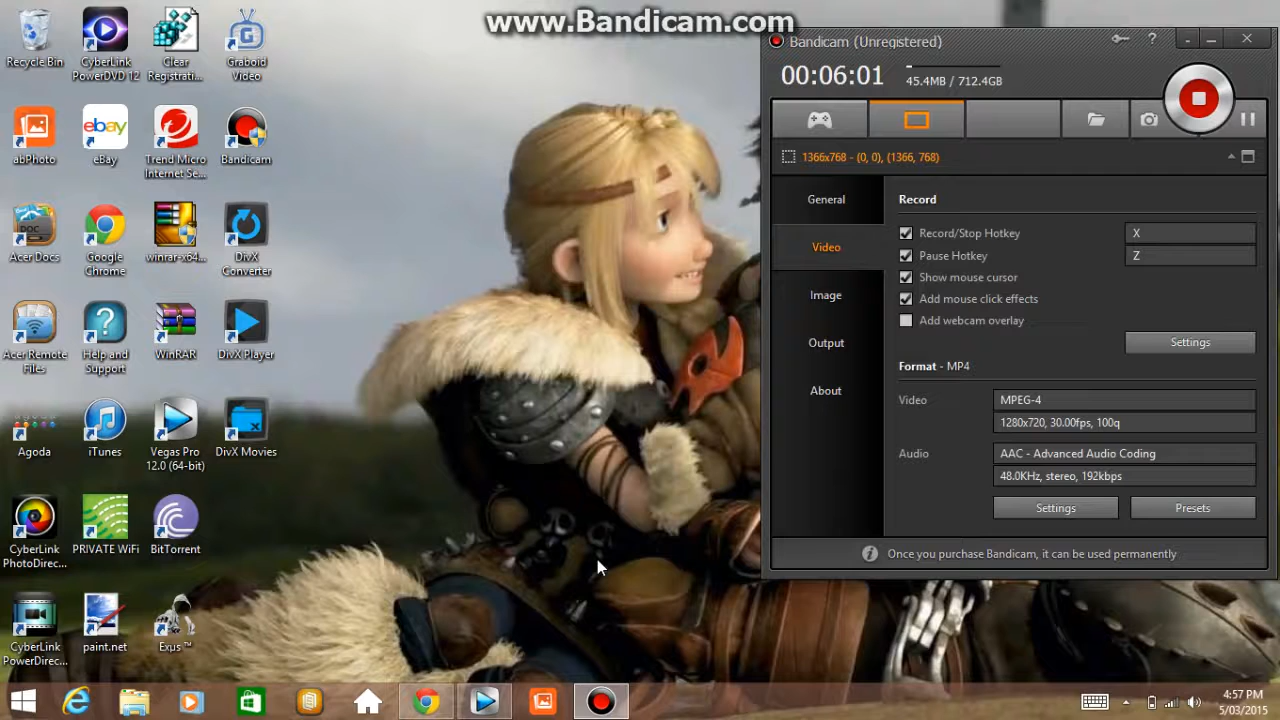 www.Bandicam.com
Recycle Bin
CyberLink
PowerDVD 12
Clear
Registrati...
Graboid
Video
abPhoto
eBay
Trend Micro
Internet Se...
Bandicam
Acer Docs
Google
Chrome
winrar-x64...
DivX
Converter
Acer Remote
Files
Help and
Support
WinRAR
DivX Player
Agoda
iTunes
Vegas Pro
12.0 (64-bit)
DivX Movies
CyberLink
PhotoDirec...
PRIVATE WiFi
BitTorrent
CyberLink
PowerDirec...
paint.net
Exµs ™
Bandicam (Unregistered)
00:06:01
45.4MB / 712.4GB
1366x768 - (0, 0), (1366, 768)
General
Video
Image
Output
About
Record
Record/Stop Hotkey
X
Pause Hotkey
Z
Show mouse cursor
Add mouse click effects
Add webcam overlay
Settings
Format - MP4
Video
MPEG-4
1280x720, 30.00fps, 100q
Audio
AAC - Advanced Audio Coding
48.0KHz, stereo, 192kbps
Settings
Presets
Once you purchase Bandicam, it can be used permanently
4:57 PM
5/03/2015